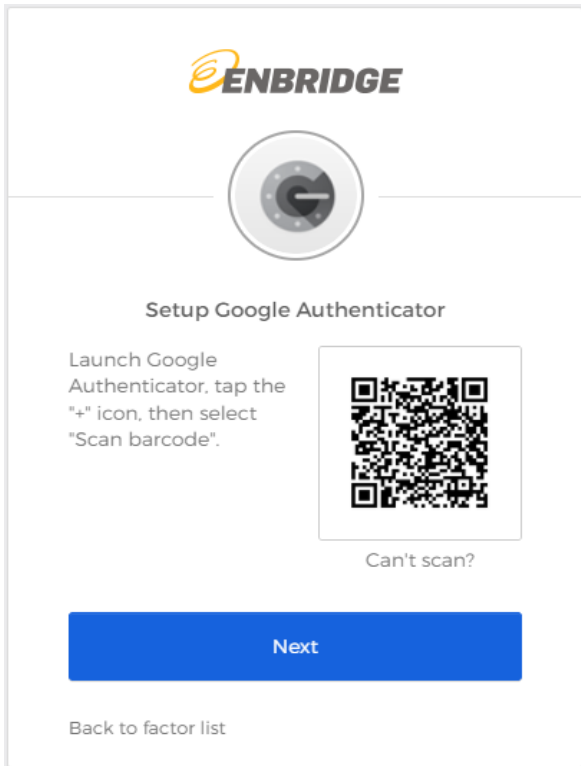 ENBRIDGE
Setup Google Authenticator
Launch Google
Authenticator, tap the
"+" icon, then select
"Scan barcode".
Can't scan?
Next
Back to factor list